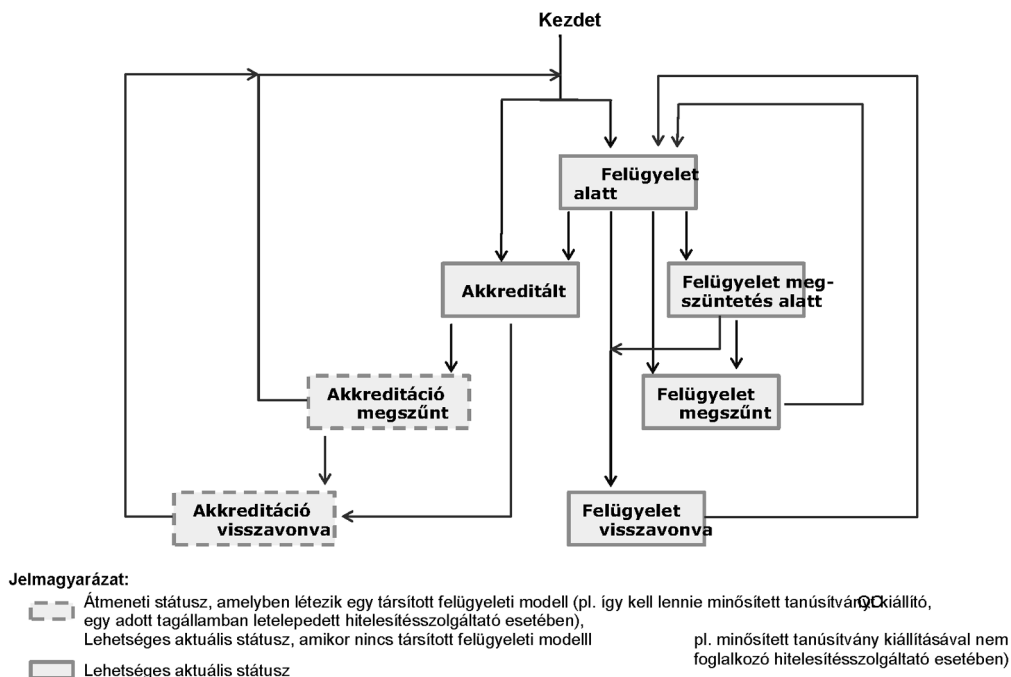 Kezdet
Felügyelet
alatt
Akkreditált
Felügyelet meg-
szüntetés alatt
Akkreditáció
megszűnt
Felügyelet
megszűnt
Akkreditáció
visszavonva
Felügyelet
visszavonva
Jelmagyarázat:
Átmeneti státusz, amelyben létezik egy társított felügyeleti modell (pl. így kell lennie minősített tanúsítványt kiállító,
egy adott tagállamban letelepedett hitelesítésszolgáltató esetében),
Lehetséges aktuális státusz, amikor nincs társított felügyeleti modelll
pl. minősített tanúsítvány kiállításával nem
foglalkozó hitelesítésszolgáltató esetében)
Lehetséges aktuális státusz